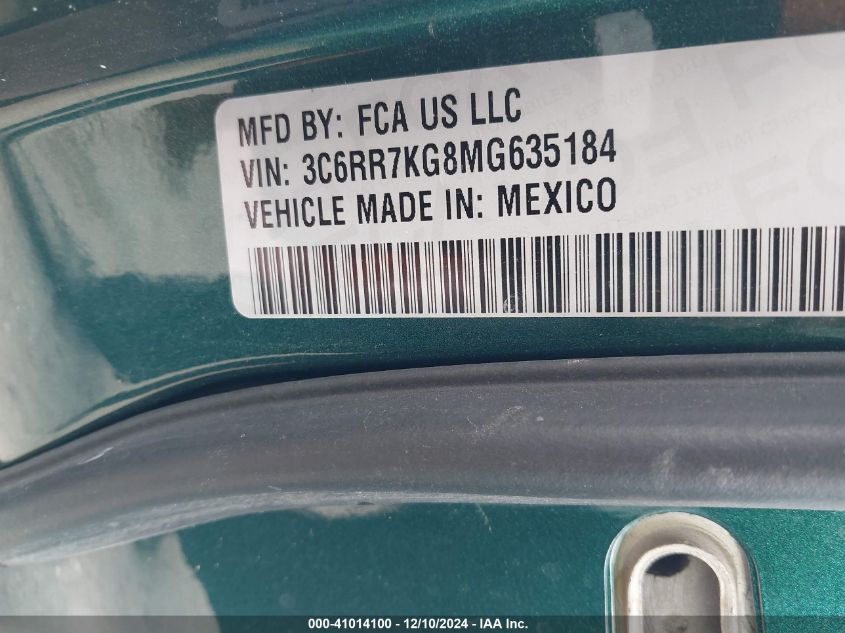 MFD BY: FCA US LLC
VIN: 3C6RR7KG8MG635184
VEHICLE MADE IN: MEXICO
000-41014100 - 12/10/2024 - IAA Inc.